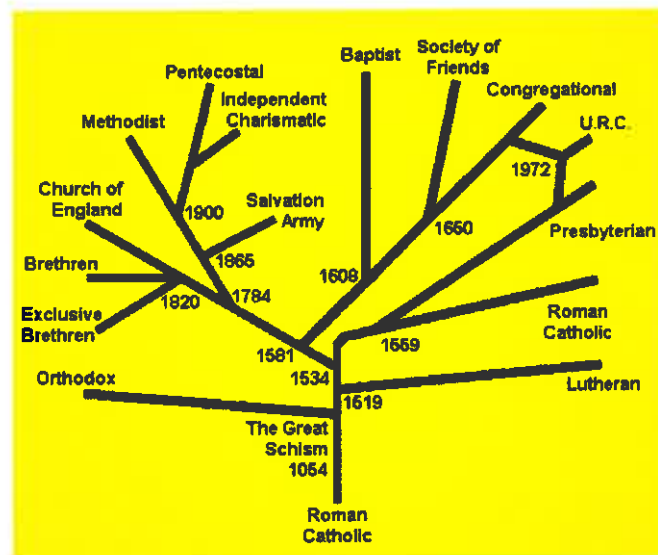 Baptist
Society of
Friends
Pentecostal
Independent
Charismatic
Congregational
Methodist
U.R.C.
1972
Church of
England
Salvation
Army
1900
1650
Presbyterian
1865
Brethren
1608
1820
1784
Exclusive
Brethren
Roman
Catholic
1581
1559
1534
Orthodox
Lutheran
1519
The Great
Schism
1054
Roman
Catholic